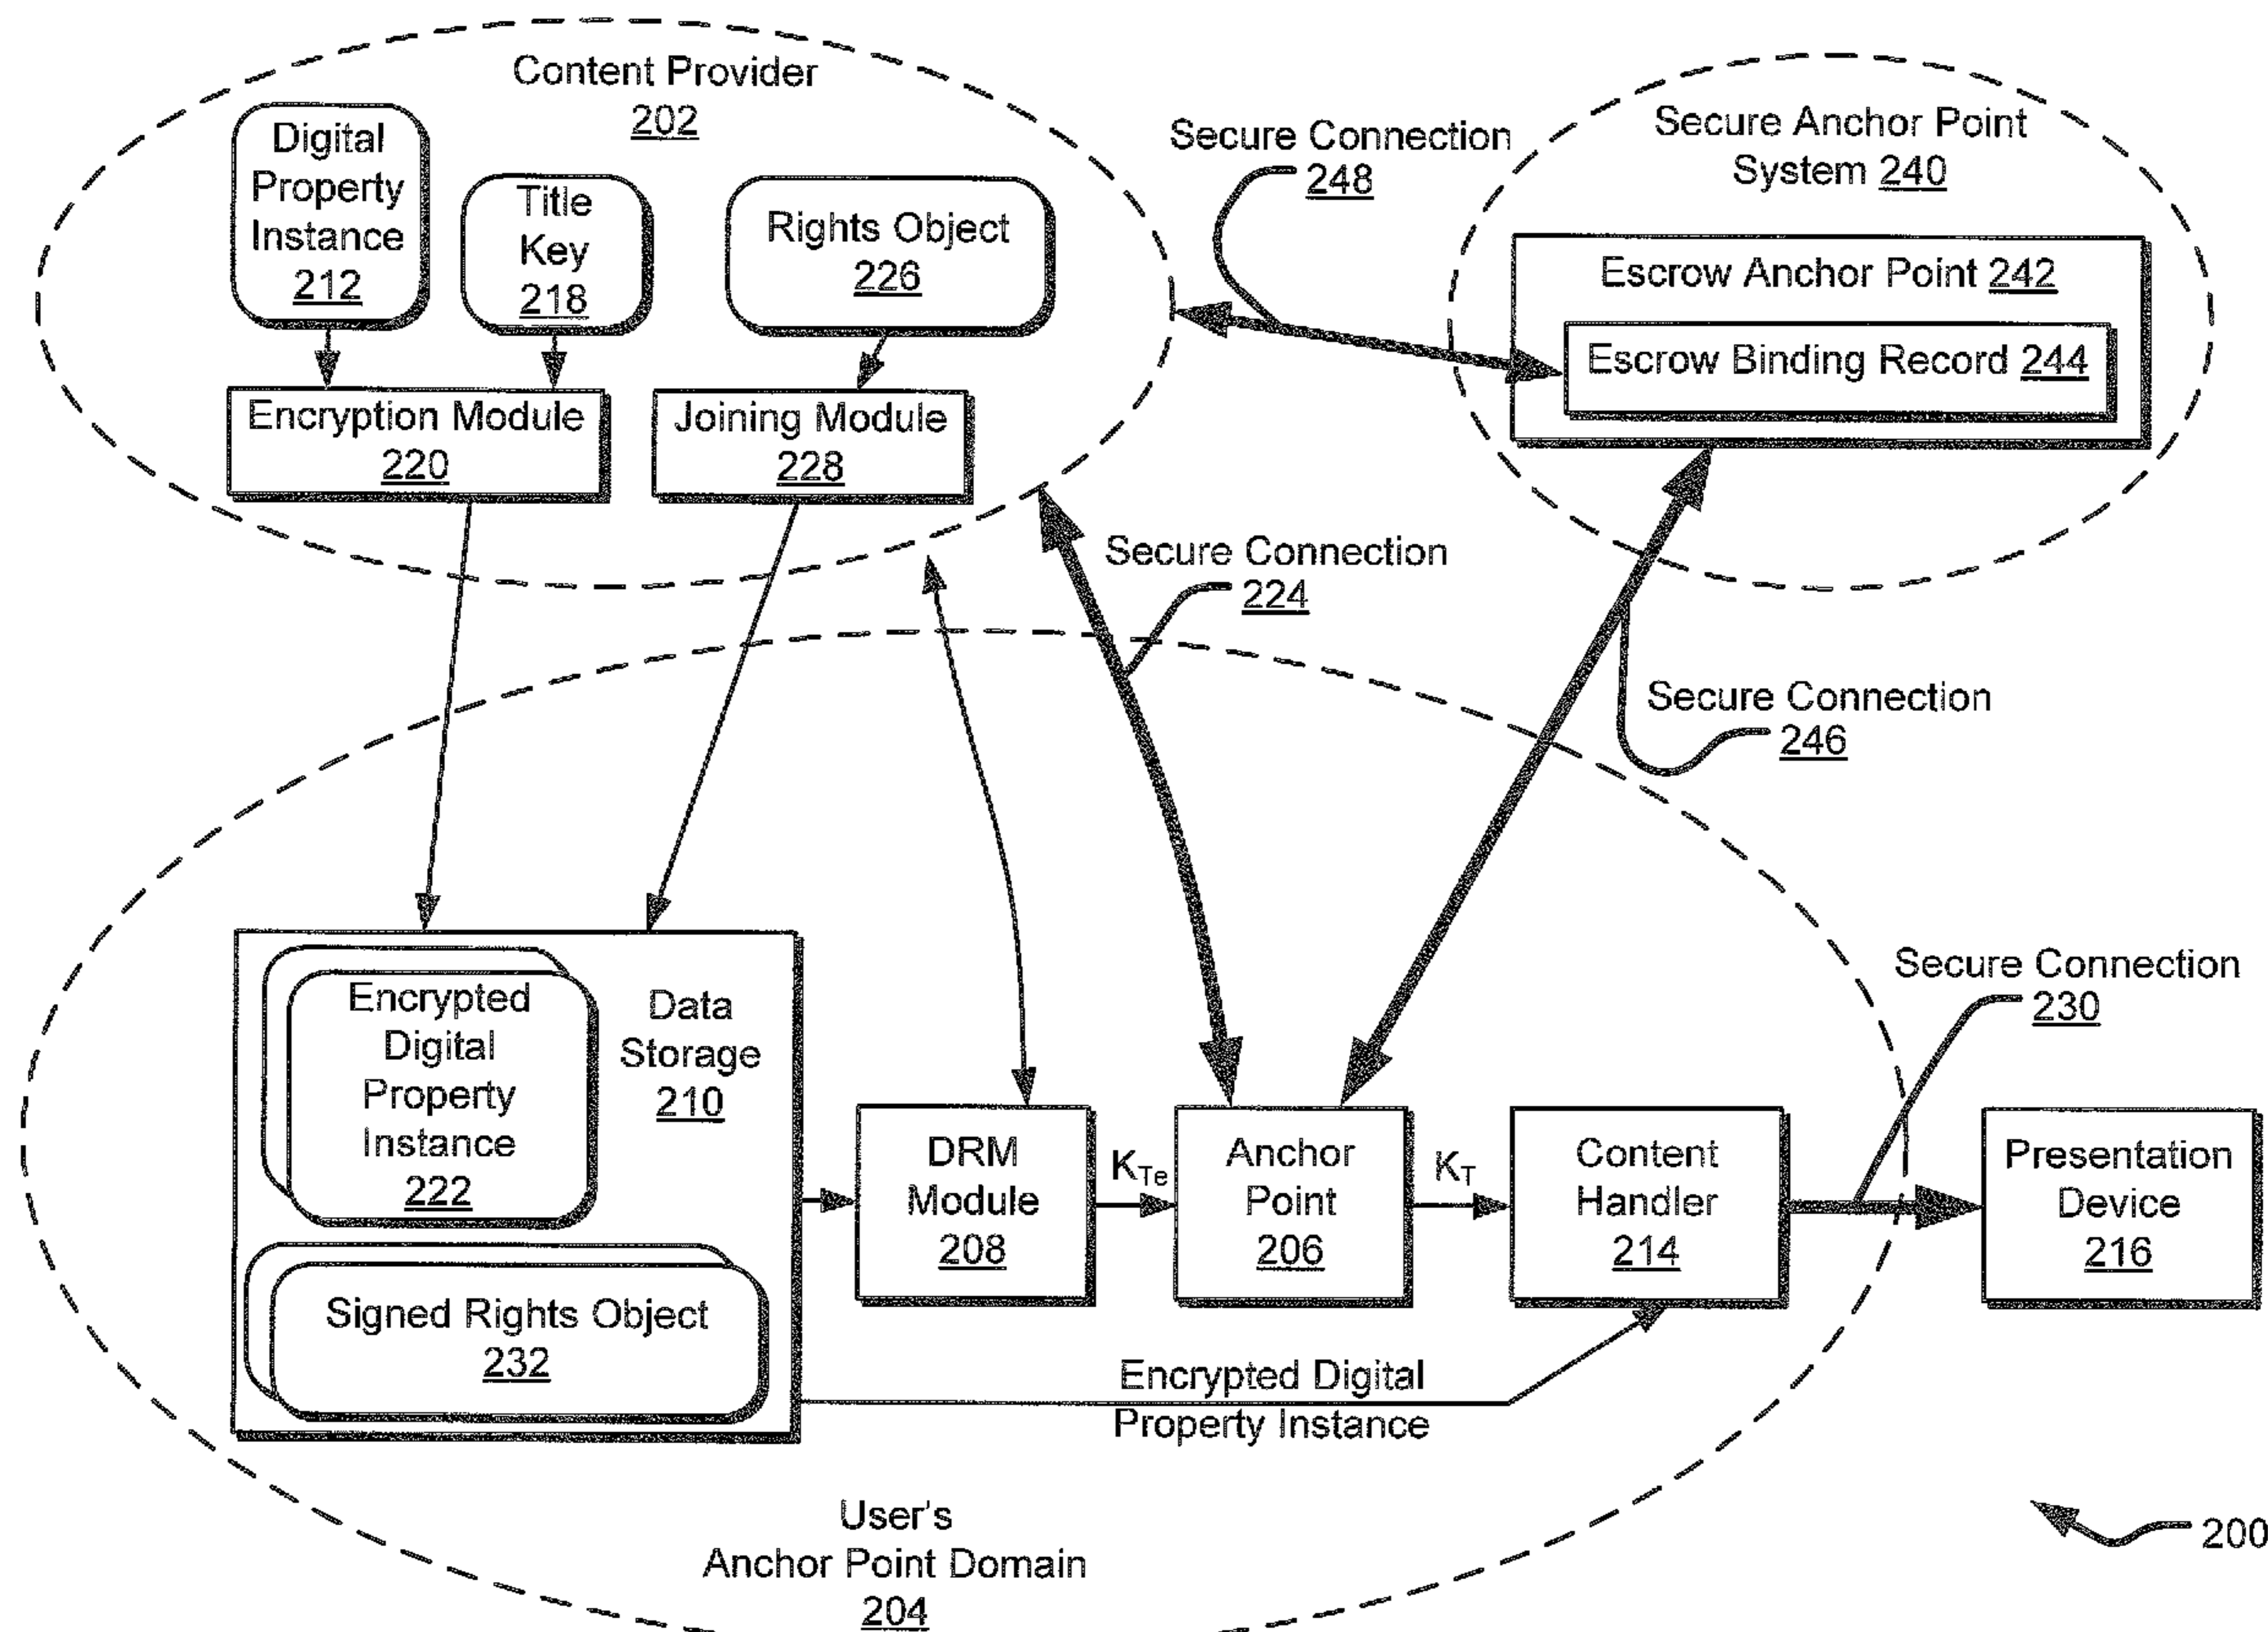 Content Provider
202
Digital
Property
Instance
212
Title
Key
218
Rights Object
226
Encryption Module
220
Joining Module
228
Secure Connection
248
Secure Anchor Point
System 240
Escrow Anchor Point 242
Escrow Binding Record 244
Secure Connection
224
Secure Connection
246
Encrypted
Digital
Property
Instance
222
Data
Storage
210
Signed Rights Object
232
DRM
Module
208
KTe
Anchor
Point
206
KT
Content
Handler
214
Secure Connection
230
Presentation
Device
216
Encrypted Digital
Property Instance
User's
Anchor Point Domain
204
200